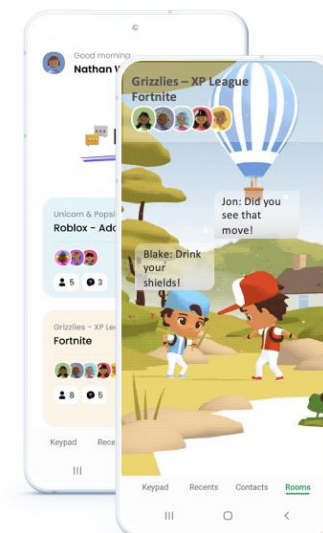 Good morning
Nathan
Unicorn & Popsi
Roblox - Ado
5 3
Grizzlies - XP Le
Fortnite
8 5
Keypad Rece
Grizzlies – XP League
Fortnite
Jon: Did you
see that
move!
Blake: Drink
your
shields!
Keypad Recents Contacts Rooms